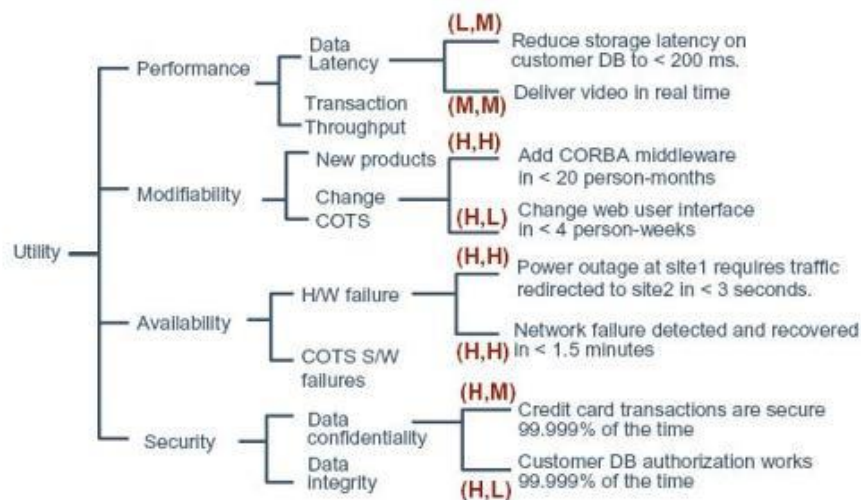 Utility
Performance
Data
Latency
(L,M)
Reduce storage latency on
customer DB to < 200 ms.
(M,M)
Deliver video in real time
Transaction
Throughput
Modifiability
New products
Change
COTS
(H,H)
Add CORBA middleware
in < 20 person-months
(H,L)
Change web user interface
in < 4 person-weeks
Availability
H/W failure
(H,H)
Power outage at site1 requires traffic
redirected to site2 in < 3 seconds.
(H,H)
Network failure detected and recovered
in < 1.5 minutes
COTS S/W
failures
Security
Data
confidentiality
(H,M)
Credit card transactions are secure
99.999% of the time
(H,L)
Customer DB authorization works
99.999% of the time
Data
integrity